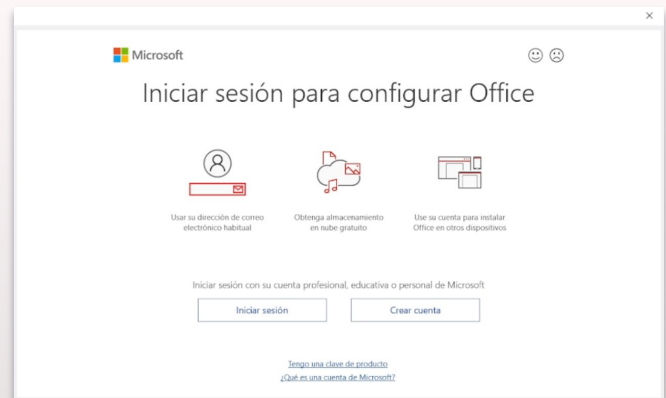 Microsoft
Iniciar sesión para configurar Office
Usar su dirección de correo
electrónico habitual
Obtenga almacenamiento
en nube gratuito
Use su cuenta para instalar
Office en otros dispositivos
Iniciar sesión con su cuenta profesional, educativa o personal de Microsoft
Iniciar sesión
Crear cuenta
Tengo una clave de producto
¿Qué es una cuenta de Microsoft?